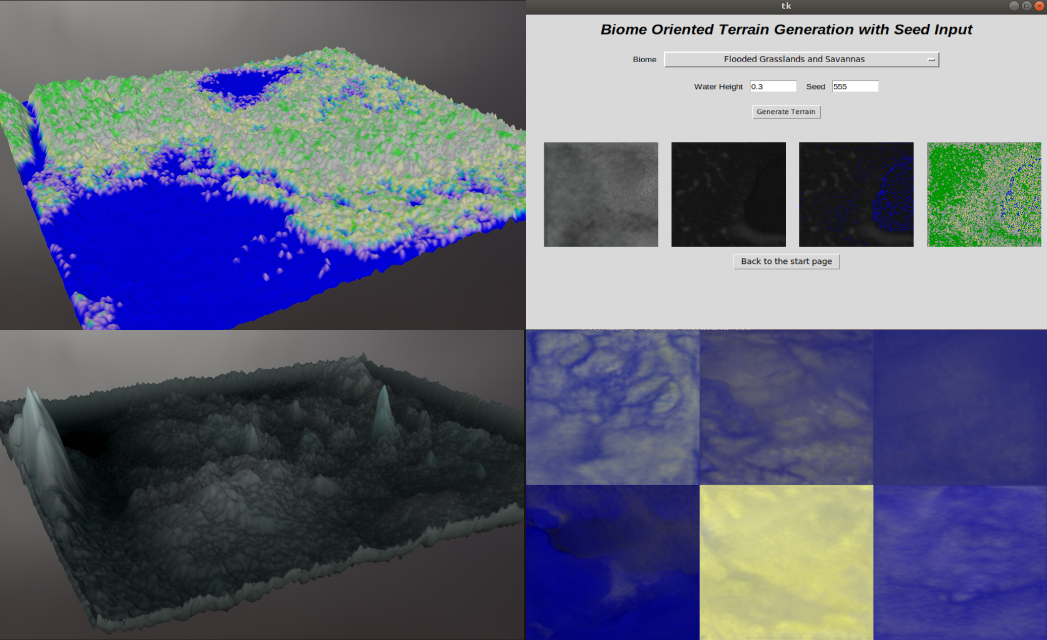 tk
Biome Oriented Terrain Generation with Seed Input
Biome Flooded Grasslands and Savannas
Water Height 0.3 Seed 555
Generate Terrain
Back to the start page